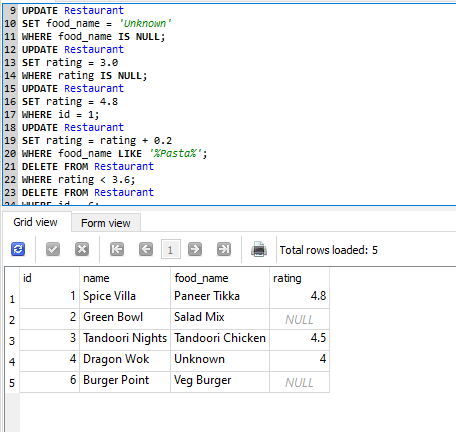 9 UPDATE Restaurant
10 SET food_name = 'Unknown'
11 WHERE food_name IS NULL;
12 UPDATE Restaurant
13 SET rating = 3.0
14 WHERE rating IS NULL;
15 UPDATE Restaurant
16 SET rating = 4.8
17 WHERE id = 1;
18 UPDATE Restaurant
19 SET rating = rating + 0.2
20 WHERE food_name LIKE '%Pasta%';
21 DELETE FROM Restaurant
22 WHERE rating < 3.6;
23 DELETE FROM Restaurant
24 WHERE id = 6;
Grid view Form view
1 Total rows loaded: 5
id name food_name rating
1 1 Spice Villa Paneer Tikka 4.8
2 2 Green Bowl Salad Mix NULL
3 3 Tandoori Nights Tandoori Chicken 4.5
4 4 Dragon Wok Unknown 4
5 6 Burger Point Veg Burger NULL